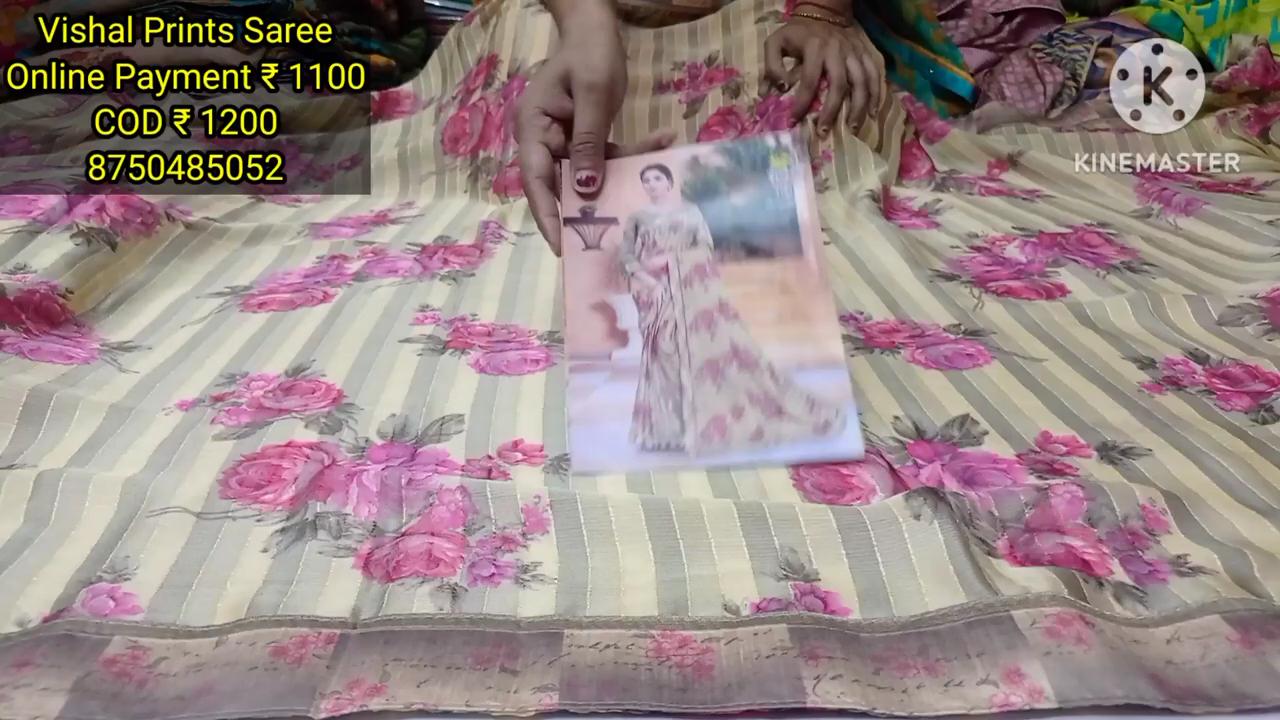 Vishal Prints Saree
Online Payment ₹ 1100
COD ₹ 1200
8750485052
K
KINEMASTER